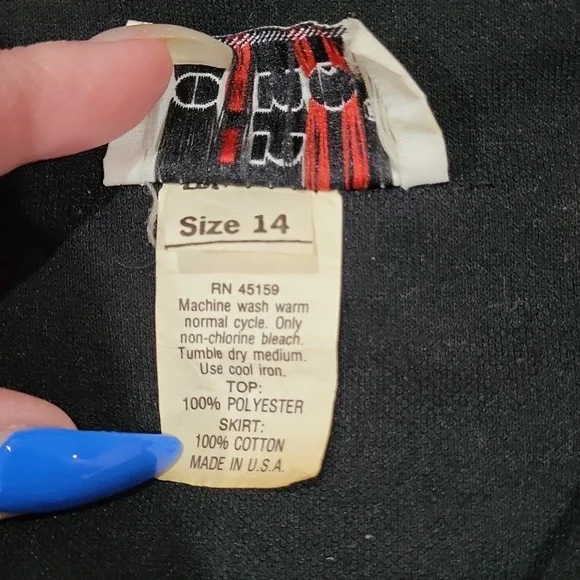 Size 14
RN 45159
Machine wash warm
normal cycle. Only
non-chlorine bleach.
Tumble dry medium.
Use cool iron.
TOP:
100% POLYESTER
SKIRT:
100% COTTON
MADE IN U.S.A.